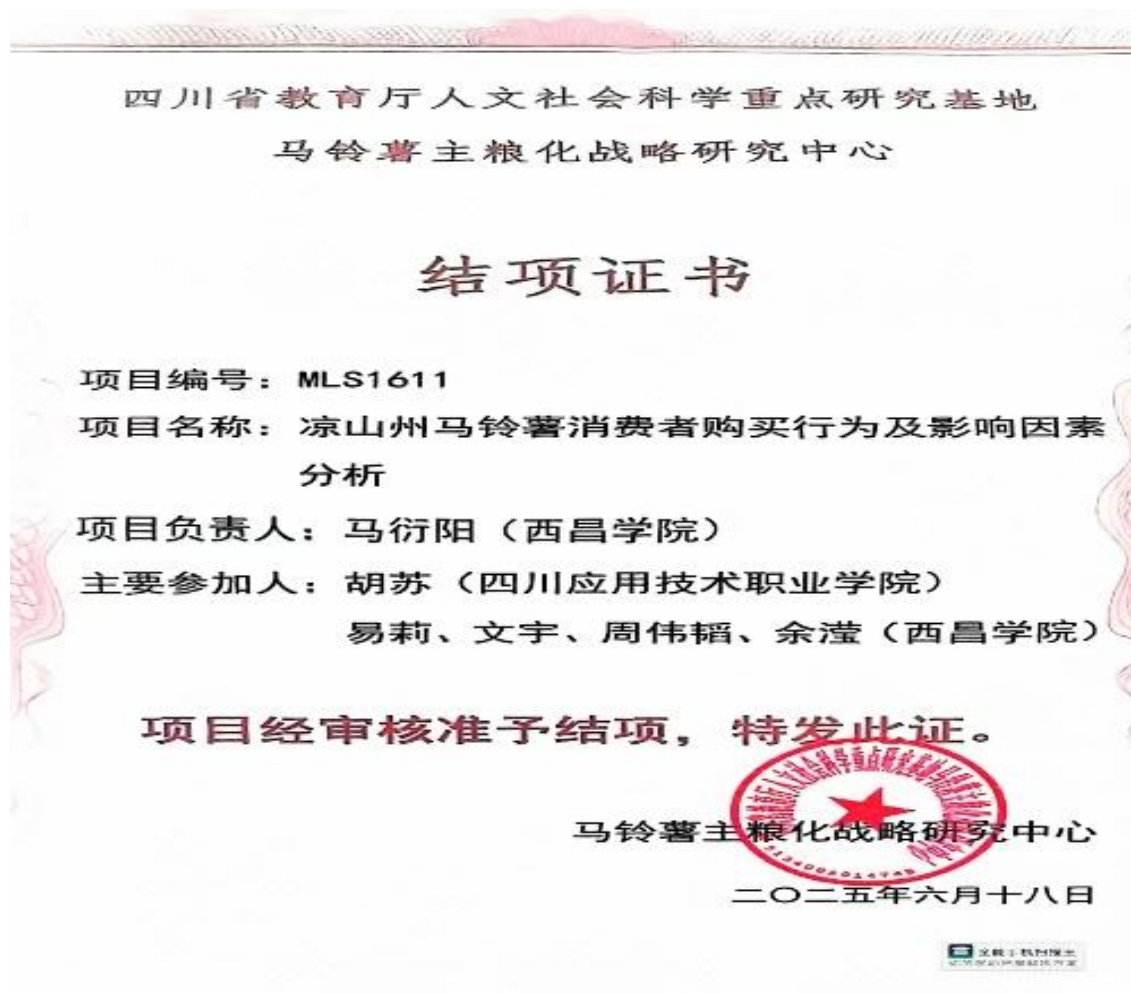 四川省教育厅人文社会科学重点研究基地
马铃薯主粮化战略研究中心
结项证书
项目编号：MLS1611
项目名称：凉山州马铃薯消费者购买行为及影响因素
分析
项目负责人：马衍阳（西昌学院）
主要参加人：胡苏（四川应用技术职业学院）
易莉、文宇、周伟韬、余滢（西昌学院）
项目经审核准予结项，特发此证。
马铃薯主粮化战略研究中心
二〇二五年六月十八日